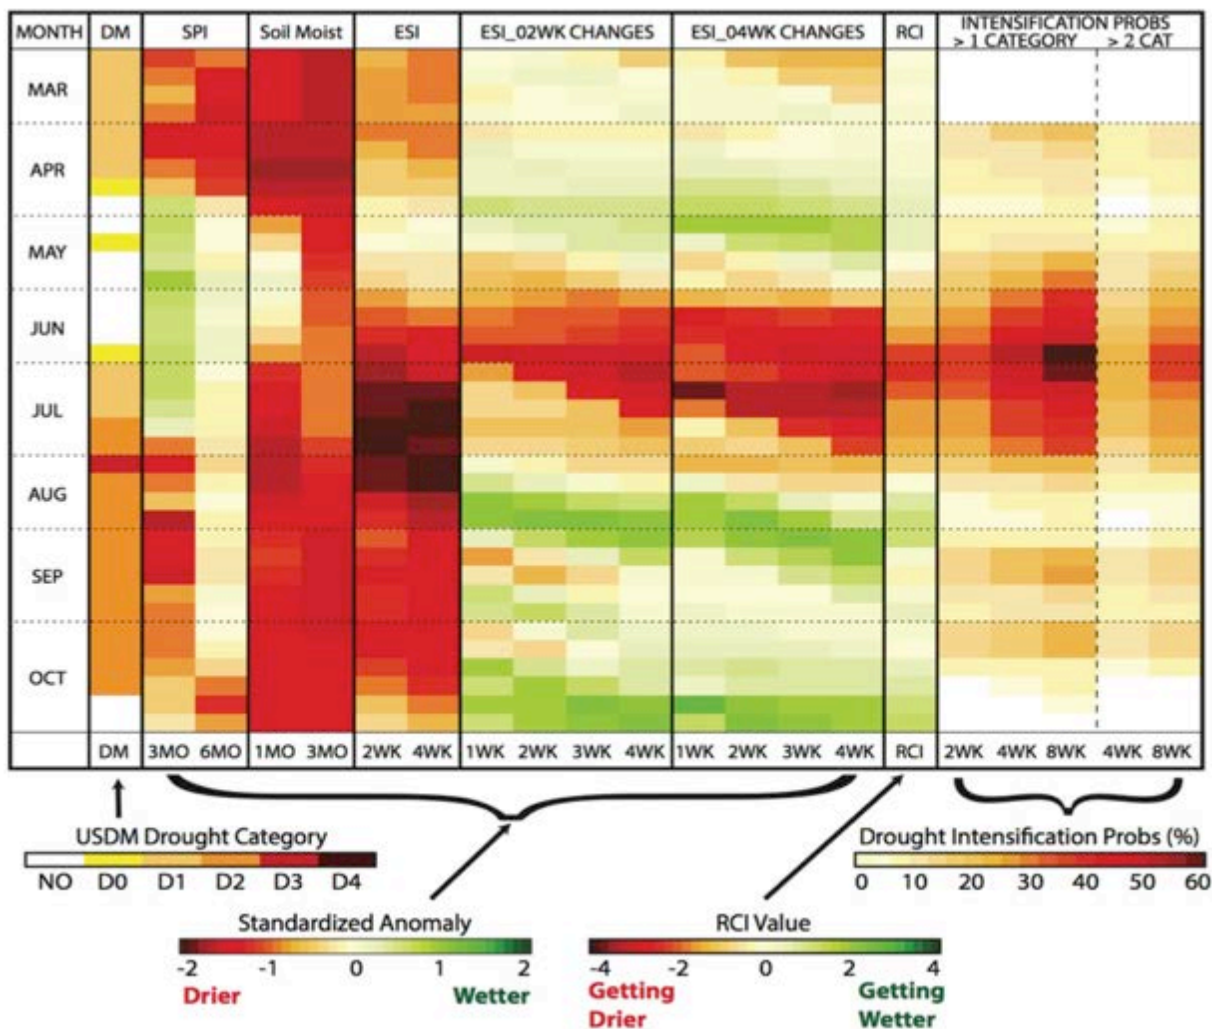 MONTH DM SPI Soil Moist ESI ESI_02WK CHANGES ESI_04WK CHANGES RCI INTENSIFICATION PROBS
> 1 CATEGORY > 2 CAT
MAR
APR
MAY
JUN
JUL
AUG
SEP
OCT
DM 3MO 6MO 1MO 3MO 2WK 4WK 1WK 2WK 3WK 4WK 1WK 2WK 3WK 4WK RCI 2WK 4WK 8WK 4WK 8WK
USDM Drought Category
NO D0 D1 D2 D3 D4
Drought Intensification Probs (%)
0 10 20 30 40 50 60
Standardized Anomaly
-2 -1 0 1 2
Drier Wetter
RCI Value
-4 -2 0 2 4
Getting Drier
Getting Wetter